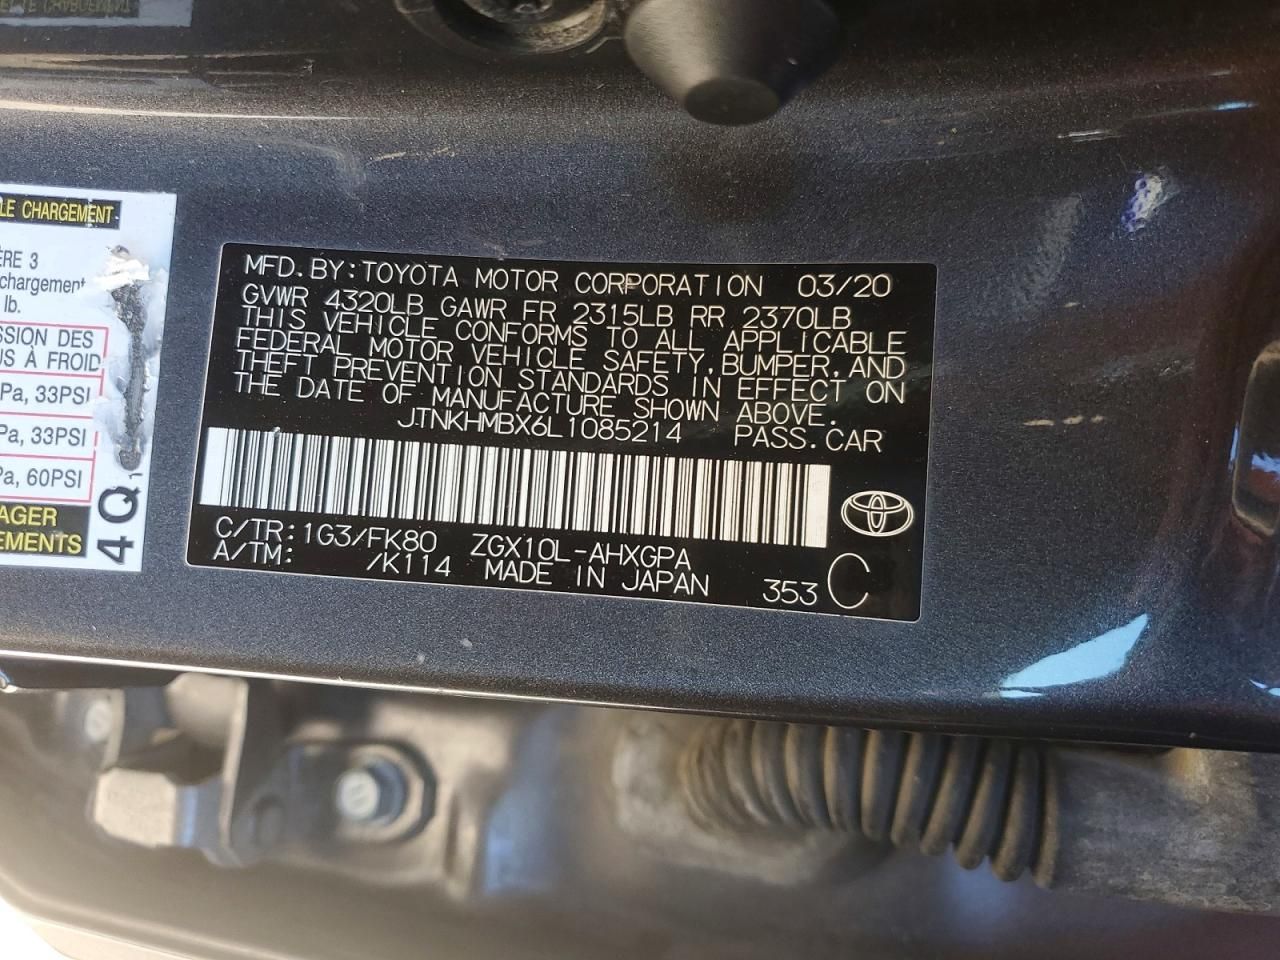 LE CHARGEMENT
ÈRE 3
chargement
lb.
SSION DES
US À FROID
Pa, 33PSI
Pa, 33PSI
Pa, 60PSI
AGER
EMENTS
4Q1
MFD.BY:TOYOTA MOTOR CORPORATION 03/20
GVWR 4320LB GAWR FR 2315LB RR 2370LB
THIS VEHICLE CONFORMS TO ALL APPLICABLE
FEDERAL MOTOR VEHICLE SAFETY,BUMPER,AND
THEFT PREVENTION STANDARDS IN EFFECT ON
THE DATE OF MANUFACTURE SHOWN ABOVE.
JTNKHMBX6L1085214 PASS.CAR
C/TR:1G3/FK80 ZGX10L-AHXGPA
A/TM: /K114 MADE IN JAPAN 353 C